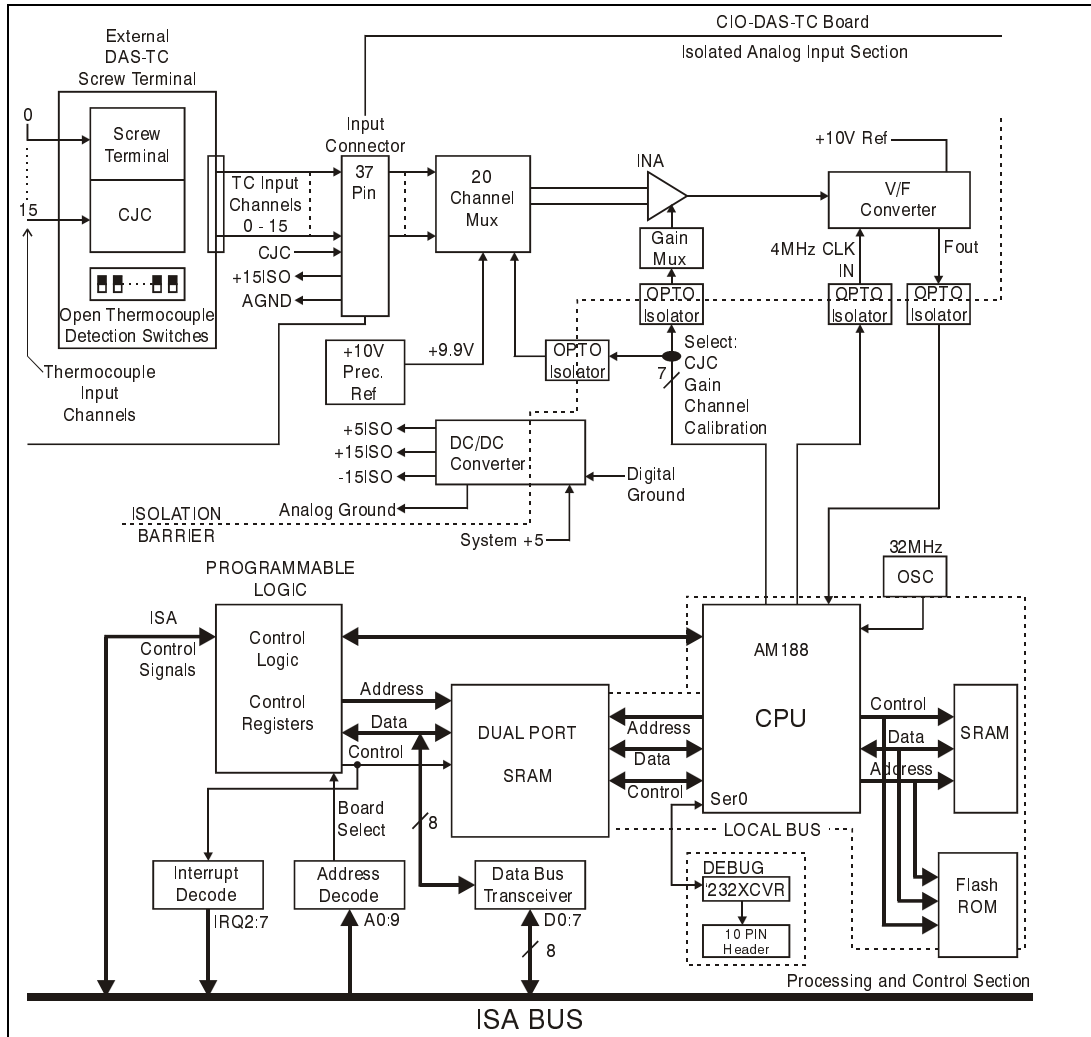 CIO-DAS-TC Board
Isolated Analog Input Section
External
DAS-TC
Screw Terminal
0
15
Screw
Terminal
CJC
Open Thermocouple
Detection Switches
Thermocouple
Input
Channels
TC Input
Channels
0 - 15
CJC
+15ISO
AGND
Input
Connector
37
Pin
20
Channel
Mux
INA
Gain
Mux
+10V Ref
V/F
Converter
4MHz CLK
IN
Fout
OPTO
Isolator
OPTO
Isolator
OPTO
Isolator
OPTO
Isolator
+10V
Prec.
Ref
+9.9V
7
Select:
CJC
Gain
Channel
Calibration
+5ISO
+15ISO
-15ISO
DC/DC
Converter
Digital
Ground
Analog Ground
System +5
ISOLATION
BARRIER
PROGRAMMABLE
LOGIC
32MHz
OSC
ISA
Control
Signals
Control
Logic
Control
Registers
Address
Data
Control
DUAL PORT
SRAM
Address
Data
Control
AM188
CPU
Ser0
Control
Data
Address
SRAM
Flash
ROM
LOCAL BUS
Board
Select
8
Interrupt
Decode
IRQ2:7
Address
Decode
A0:9
Data Bus
Transceiver
D0:7
8
DEBUG
'232XCVR
10 PIN
Header
Processing and Control Section
ISA BUS